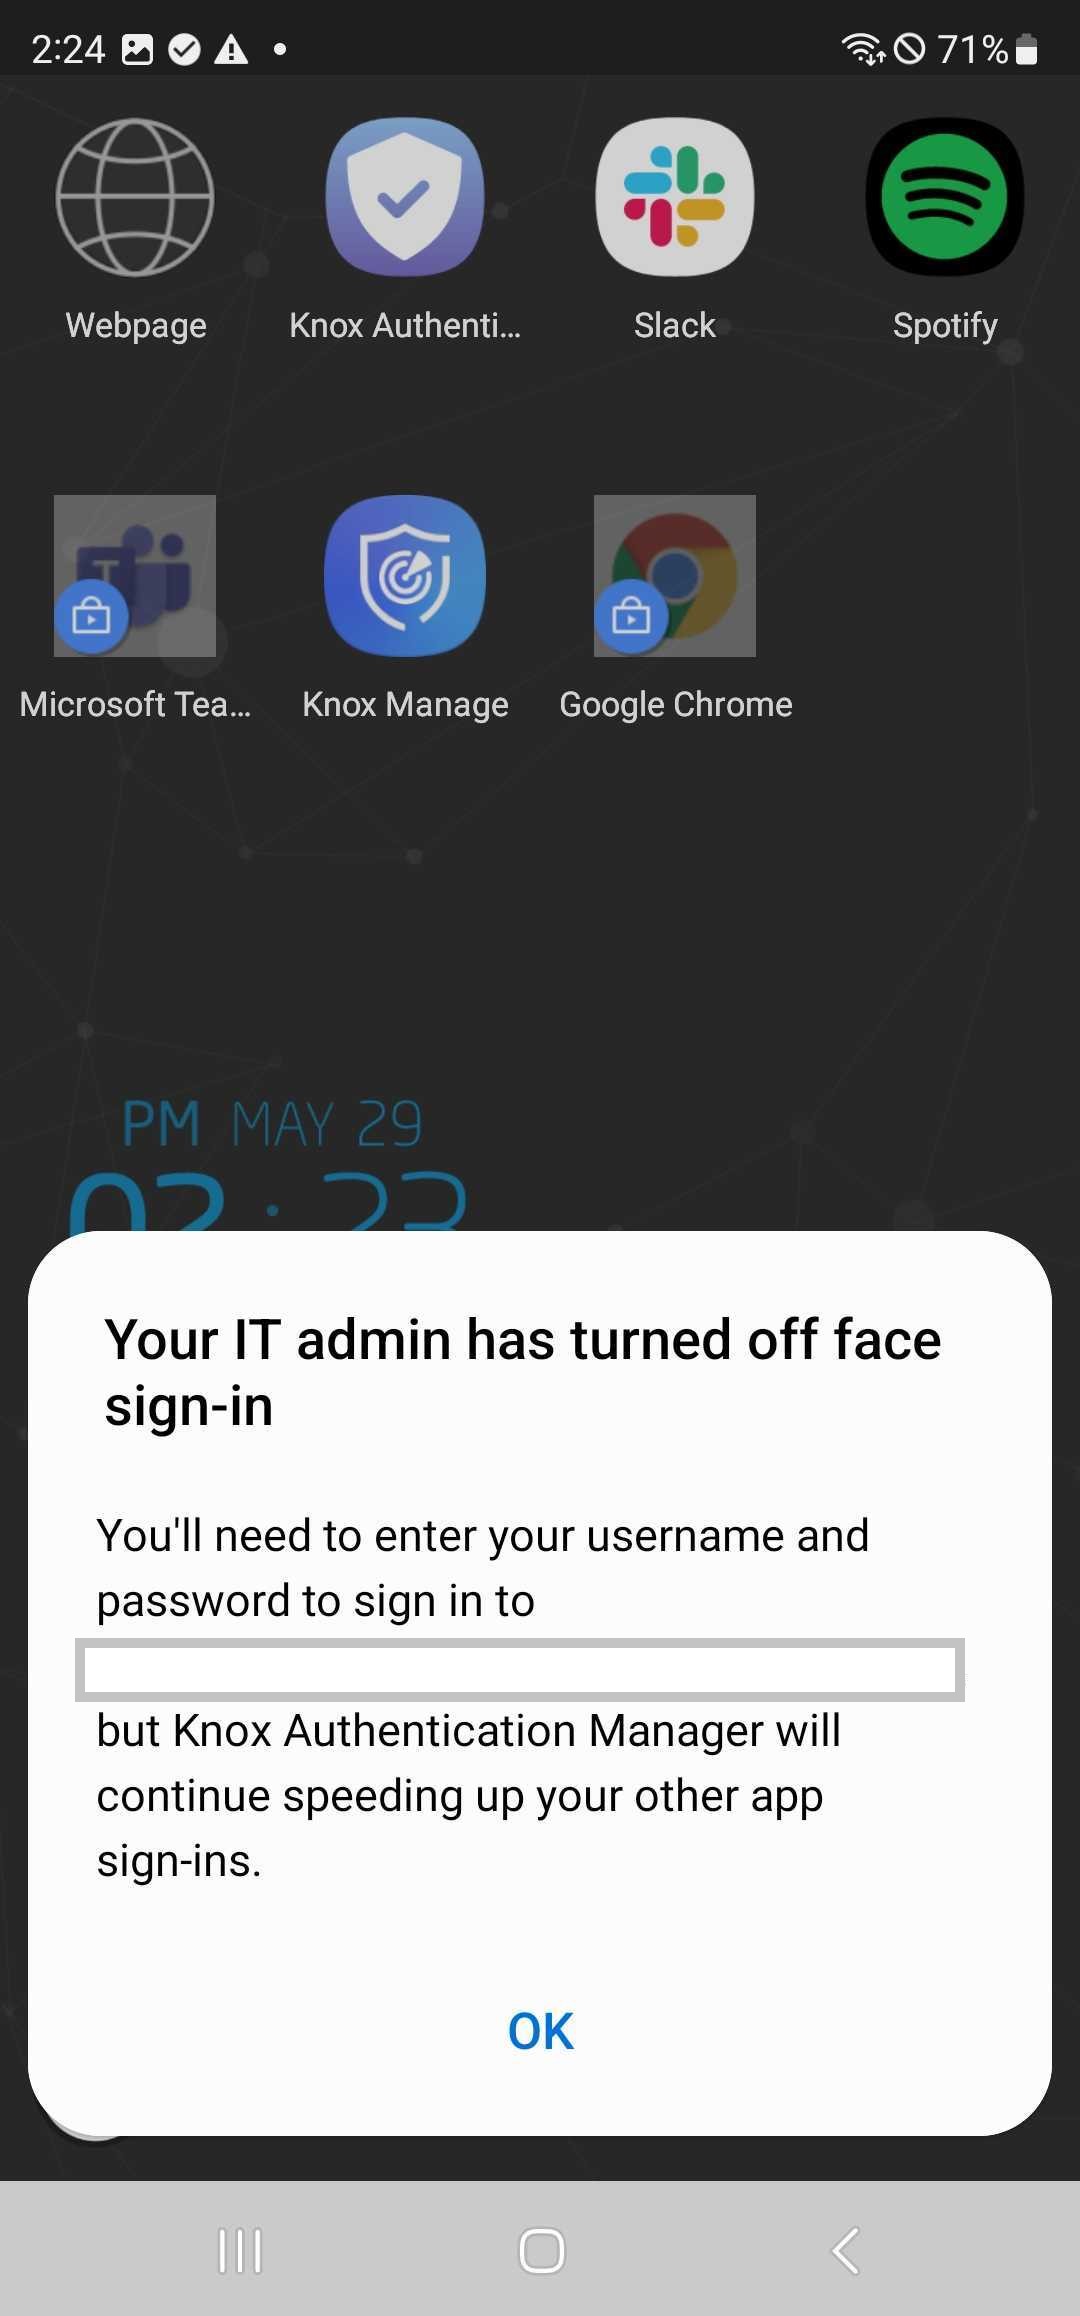 2:24 71%
Webpage Knox Authenti... Slack Spotify
Microsoft Tea... Knox Manage Google Chrome
PM MAY 29
02:23
Your IT admin has turned off face
sign-in
You'll need to enter your username and
password to sign in to
but Knox Authentication Manager will
continue speeding up your other app
sign-ins.
OK